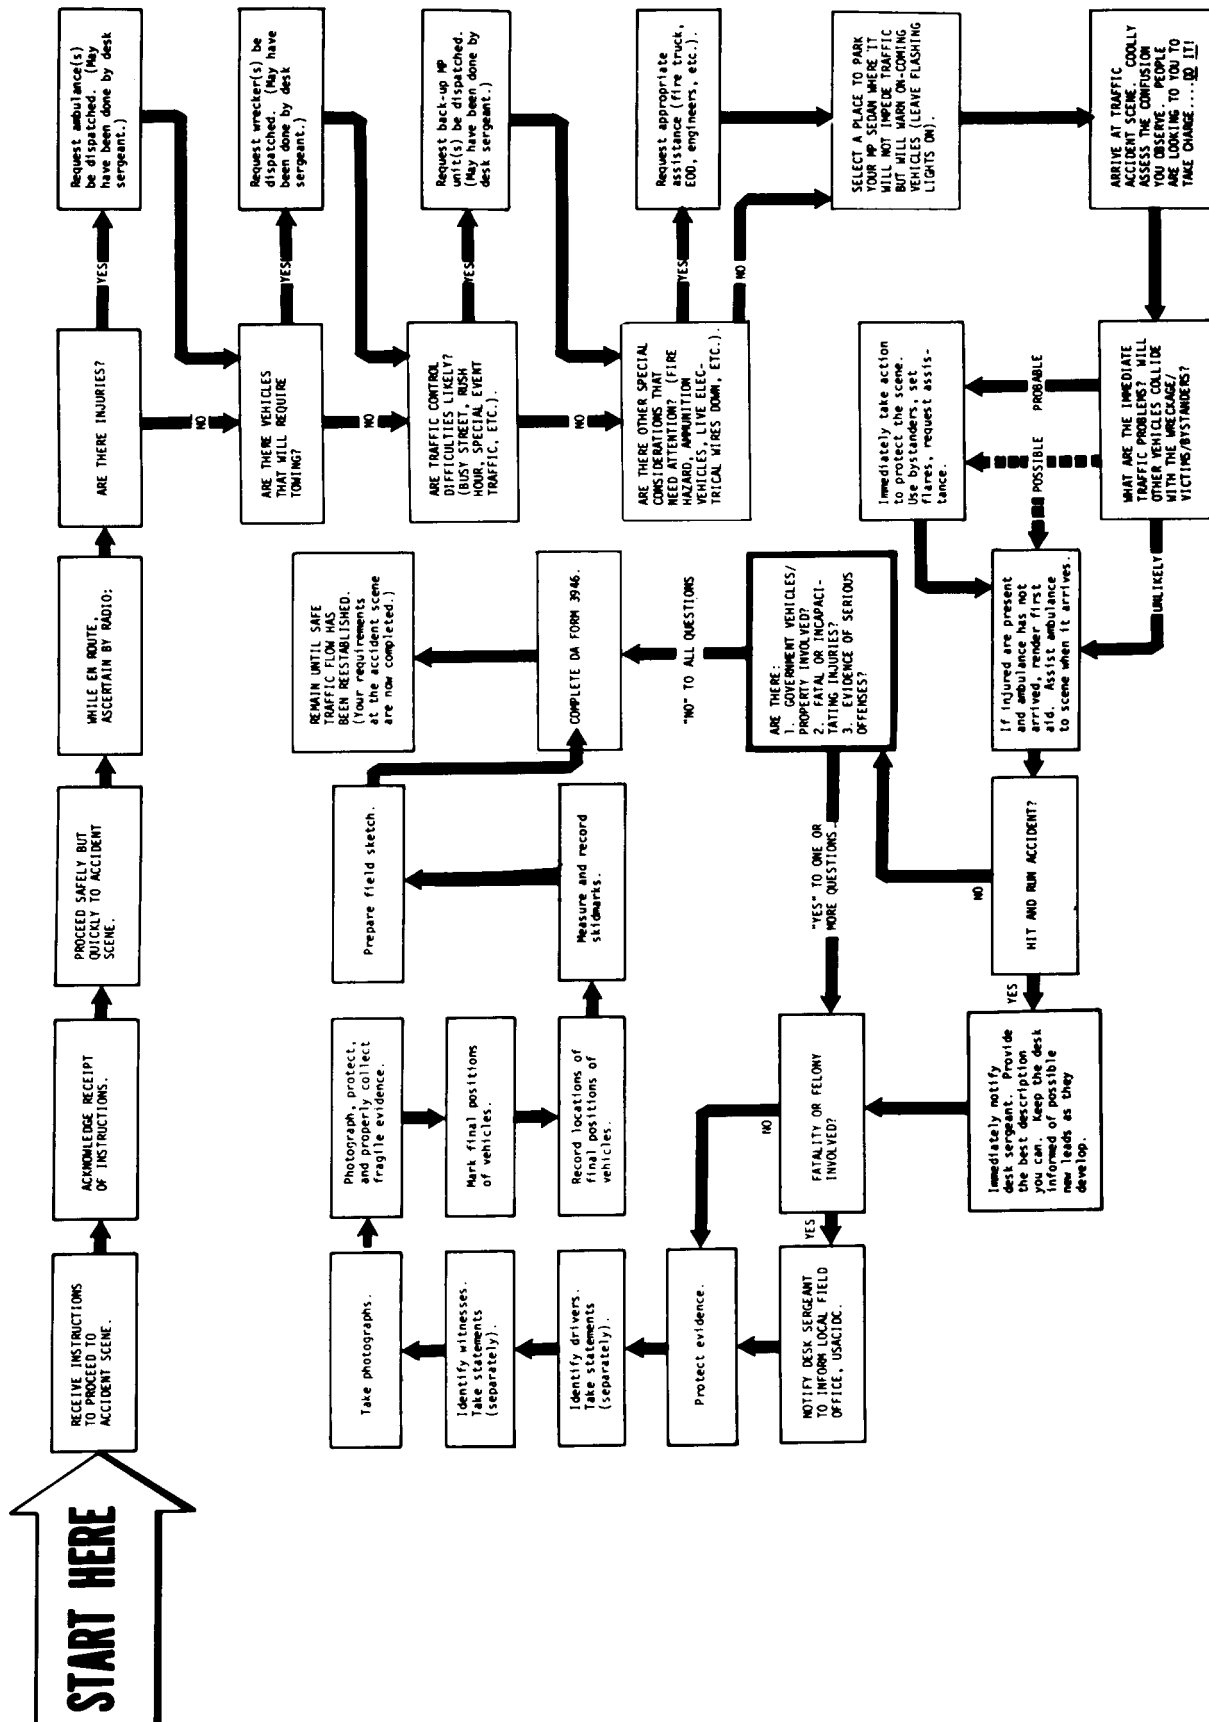 START HERE
RECEIVE INSTRUCTIONS
TO PROCEED TO
ACCIDENT SCENE.
ACKNOWLEDGE RECEIPT
OF INSTRUCTIONS.
PROCEED SAFELY BUT
QUICKLY TO ACCIDENT
SCENE.
WHILE EN ROUTE,
ASCERTAIN BY RADIO:
ARE THERE INJURIES?
YES
Request ambulance(s)
be dispatched. (May
have been done by desk
sergeant.)
NO
ARE THERE VEHICLES
THAT WILL REQUIRE
TOWING?
YES
Request wrecker(s) be
dispatched. (May have
been done by desk
sergeant.)
NO
ARE TRAFFIC CONTROL
DIFFICULTIES LIKELY?
(BUSY STREET, RUSH
HOUR, SPECIAL EVENT
TRAFFIC, ETC.).
YES
Request back-up MP
unit(s) be dispatched.
(May have been done by
desk sergeant.)
NO
ARE THERE OTHER SPECIAL
CONSIDERATIONS THAT
NEED ATTENTION? (FIRE
HAZARD, AMMUNITION
VEHICLES, LIVE ELEC-
TRICAL WIRES DOWN, ETC.).
YES
Request appropriate
assistance (fire truck,
EOD, engineers, etc.).
NO
SELECT A PLACE TO PARK
YOUR MP SEDAN WHERE IT
WILL NOT IMPEDE TRAFFIC
BUT WILL WARN ON-COMING
VEHICLES (LEAVE FLASHING
LIGHTS ON).
ARRIVE AT TRAFFIC
ACCIDENT SCENE. COOLLY
ASSESS THE CONFUSION
YOU OBSERVE. PEOPLE
ARE LOOKING TO YOU TO
TAKE CHARGE....DO IT!
WHAT ARE THE IMMEDIATE
TRAFFIC PROBLEMS? WILL
OTHER VEHICLES COLLIDE
WITH THE WRECKAGE/
VICTIMS/BYSTANDERS?
PROBABLE
POSSIBLE
UNLIKELY
Immediately take action
to protect the scene.
Use bystanders, set
flares, request assis-
tance.
If injured are present
and ambulance has not
arrived, render first
aid. Assist ambulance
to scene when it arrives.
HIT AND RUN ACCIDENT?
NO
YES
Immediately notify
desk sergeant. Provide
the best description
you can. Keep the desk
informed of possible
new leads as they
develop.
ARE THERE:
1. GOVERNMENT VEHICLES/
PROPERTY INVOLVED?
2. FATAL OR INCAPACI-
TATING INJURIES?
3. EVIDENCE OF SERIOUS
OFFENSES?
"NO" TO ALL QUESTIONS
"YES" TO ONE OR
MORE QUESTIONS.
FATALITY OR FELONY
INVOLVED?
NO
YES
NOTIFY DESK SERGEANT
TO INFORM LOCAL FIELD
OFFICE, USACIDC.
Protect evidence.
Identify drivers.
Take statements
(separately).
Identify witnesses.
Take statements
(separately).
Take photographs.
Photograph, protect,
and properly collect
fragile evidence.
Mark final positions
of vehicles.
Record locations of
final positions of
vehicles.
Measure and record
skidmarks.
Prepare field sketch.
COMPLETE DA FORM 3946.
REMAIN UNTIL SAFE
TRAFFIC FLOW HAS
BEEN REESTABLISHED.
(Your requirements
at the accident scene
are now completed.)